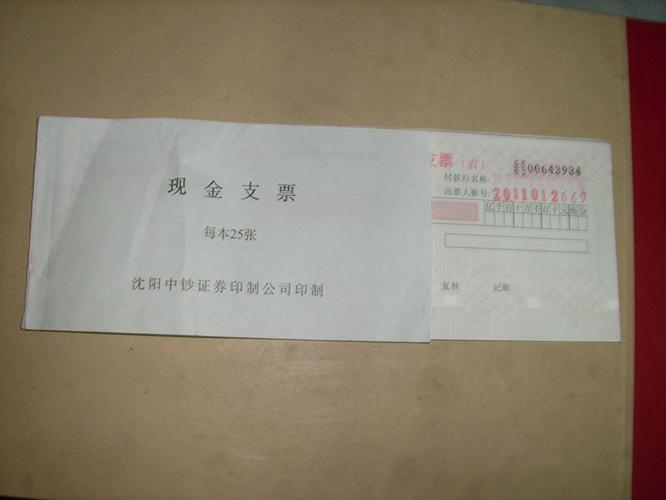 现金支票
每本25张
沈阳中钞证券印制公司印制
支票（吉） 00643934
付款行名称:
出票人账号: 2011012669
亿千百十万千百十元角分
复核 记账